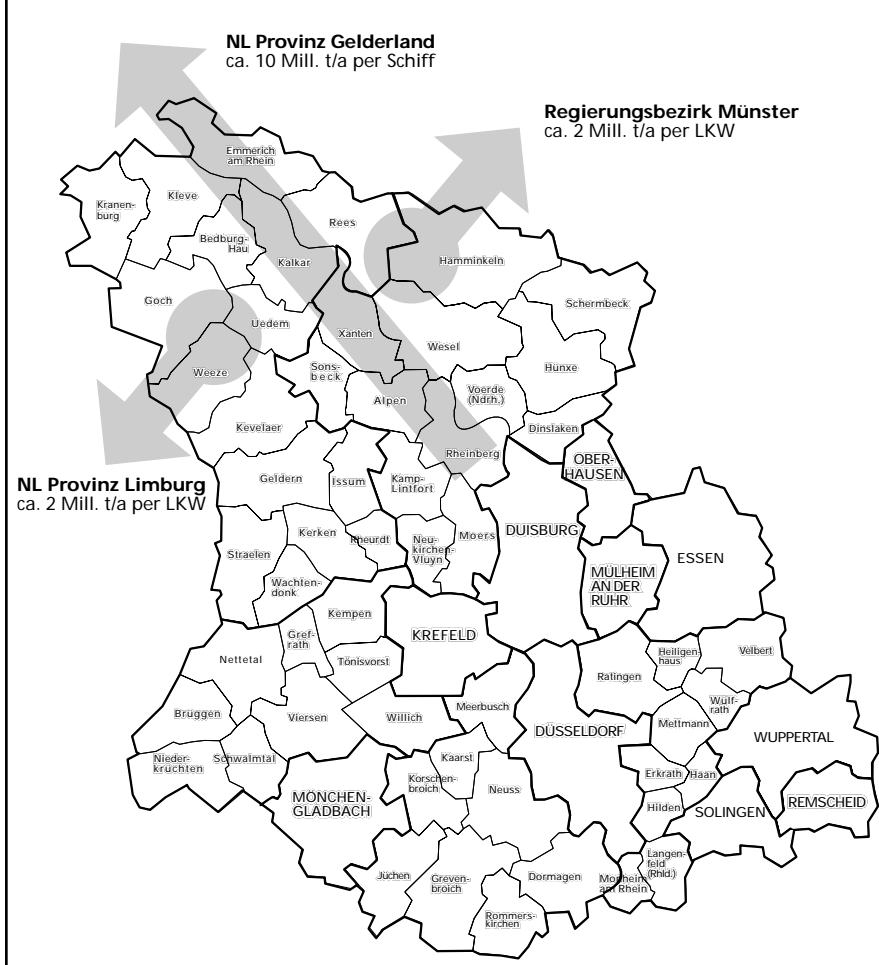 NL Provinz Gelderland
ca. 10 Mill. t/a per Schiff
Regierungsbezirk Münster
ca. 2 Mill. t/a per LKW
Emmerich
am Rhein
Kleve
Kranen-
burg
Rees
Bedburg-
Hau
Kalkar
Hamminkeln
Goch
Schermbeck
Uedem
Xanten
Wesel
Weeze
Sons-
beck
Hünxe
Voerde
(Ndrh.)
Alpen
Kevelaer
Dinslaken
Rheinberg
NL Provinz Limburg
ca. 2 Mill. t/a per LKW
Geldern
Issum
Kamp-
Lintfort
OBER-
HAUSEN
DUISBURG
Moers
Kerken
Rheurdt
Neu-
kirchen-
Vluyn
Straelen
ESSEN
MÜLHEIM
AN DER
RUHR
Wachten-
donk
Kempen
KREFELD
Gref-
rath
Nettetal
Tönisvorst
Heiligen-
haus
Velbert
Ratingen
Wülf-
rath
Meerbusch
Brüggen
Viersen
Willich
DÜSSELDORF
Mettmann
WUPPERTAL
Nieder-
krüchten
Schwalmtal
Kaarst
Korschen-
broich
Neuss
Erkrath
Haan
MÖNCHEN-
GLADBACH
Hilden
SOLINGEN
REMSCHEID
Langen-
feld
(Rhld.)
Jüchen
Greven-
broich
Dormagen
Monheim
am Rhein
Rommers-
kirchen